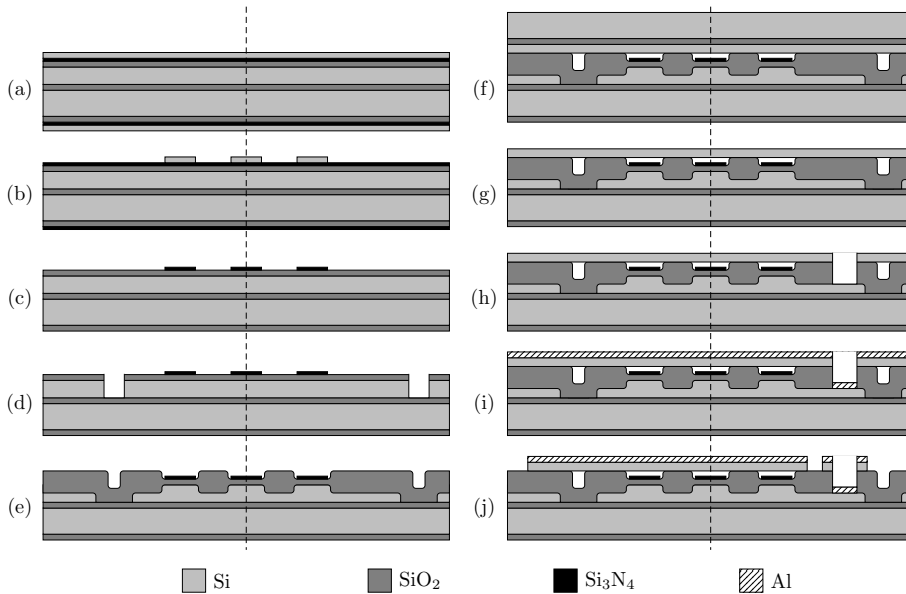 (a)
(b)
(c)
(d)
(e)
(f)
(g)
(h)
(i)
(j)
Si SiO₂ Si₃N₄ Al